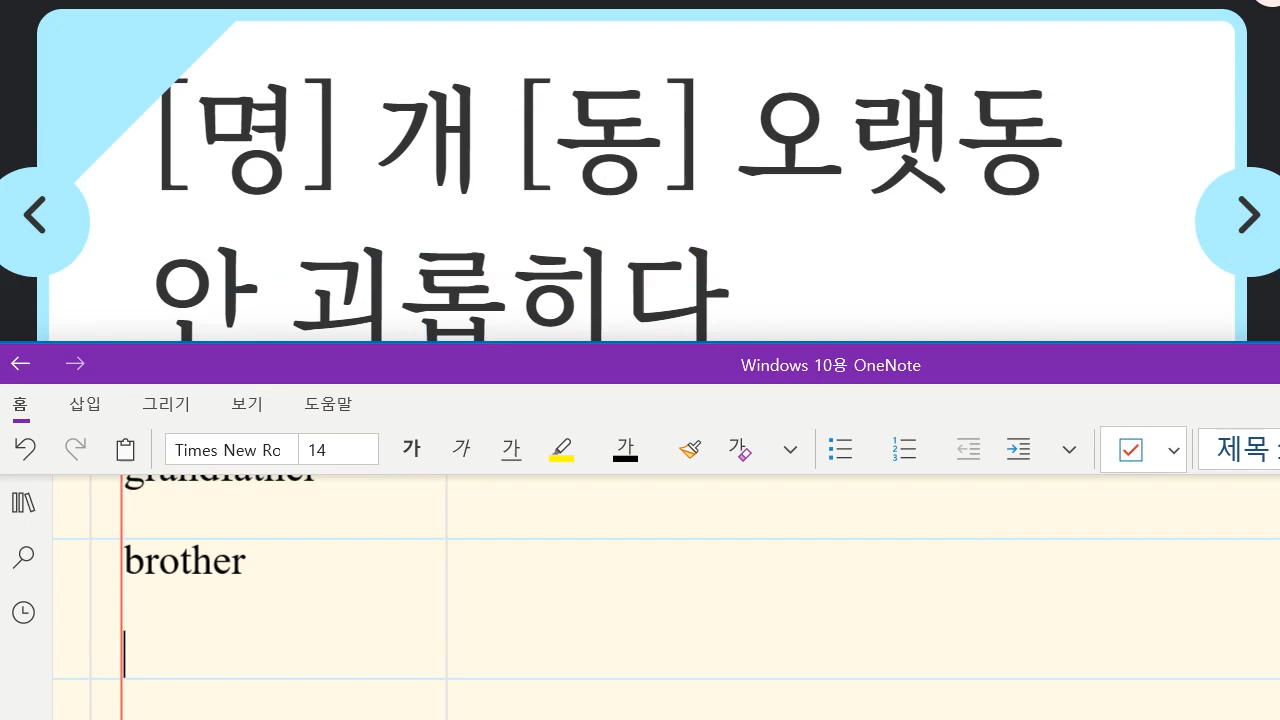 [명] 개 [동] 오랫동
안 괴롭히다
Windows 10용 OneNote
홈 삽입 그리기 보기 도움말
Times New Ro 14 가 가 가 가 가 제목
grandfather
brother